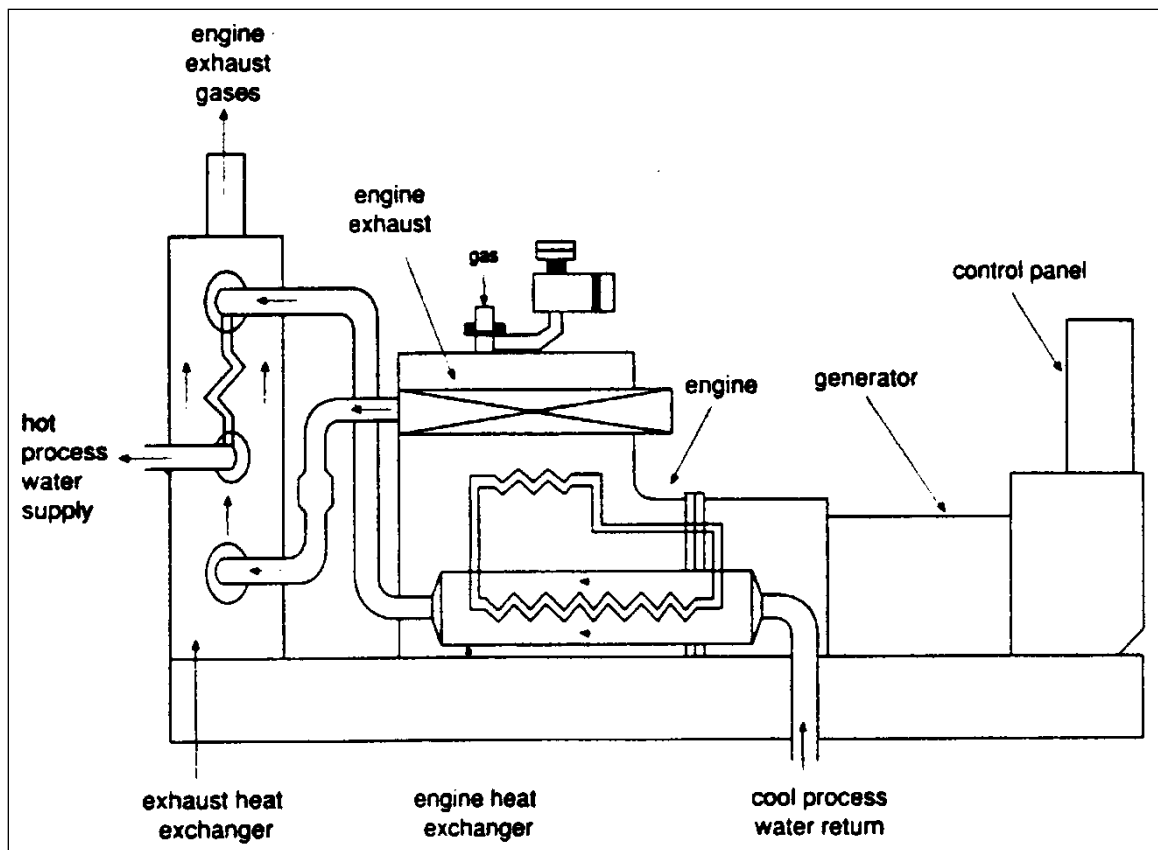 engine
exhaust
gases
engine
exhaust
gas
control panel
engine
generator
hot
process
water
supply
exhaust heat
exchanger
engine heat
exchanger
cool process
water return